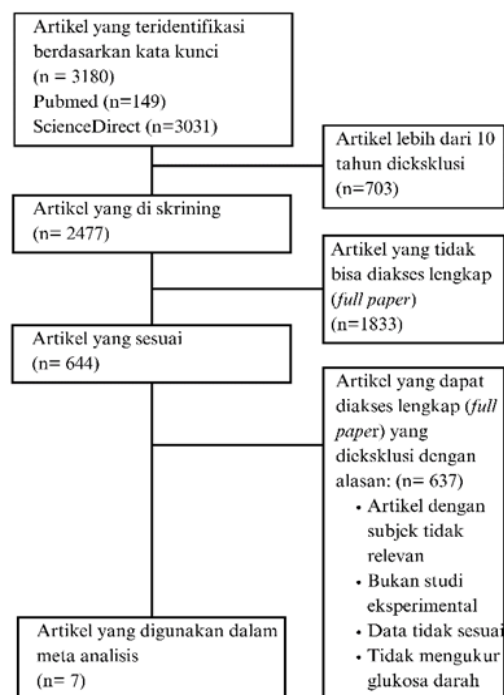 Artikel yang teridentifikasi
berdasarkan kata kunci
(n = 3180)
Pubmed (n=149)
ScienceDirect (n=3031)
Artikel lebih dari 10
tahun dieksklusi
(n=703)
Artikel yang di skrining
(n= 2477)
Artikel yang tidak
bisa diakses lengkap
(full paper)
(n=1833)
Artikel yang sesuai
(n= 644)
Artikel yang dapat
diakses lengkap (full
paper) yang
dieksklusi dengan
alasan: (n= 637)
• Artikel dengan
subjek tidak
relevan
• Bukan studi
eksperimental
• Data tidak sesuai
• Tidak mengukur
glukosa darah
Artikel yang digunakan dalam
meta analisis
(n= 7)